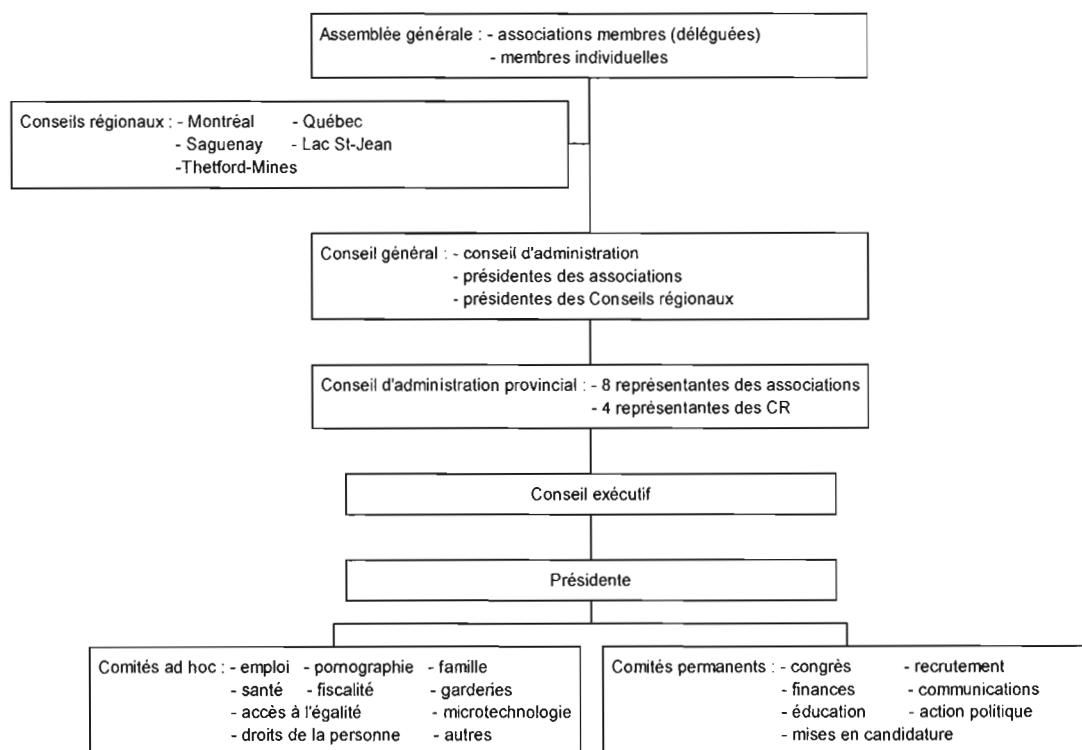 Assemblée générale : - associations membres (déléguées)
- membres individuelles
Conseils régionaux : - Montréal - Québec
- Saguenay - Lac St-Jean
-Thetford-Mines
Conseil général : - conseil d'administration
- présidentes des associations
- présidentes des Conseils régionaux
Conseil d'administration provincial : - 8 représentantes des associations
- 4 représentantes des CR
Conseil exécutif
Présidente
Comités ad hoc : - emploi - pornographie - famille
- santé - fiscalité - garderies
- accès à l'égalité - microtechnologie
- droits de la personne - autres
Comités permanents : - congrès - recrutement
- finances - communications
- éducation - action politique
- mises en candidature